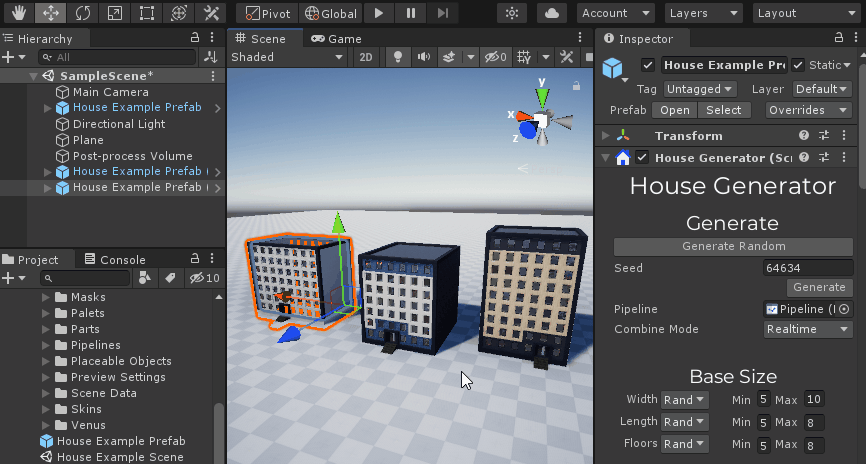 Pivot Global Account Layers Layout
Hierarchy
All
SampleScene*
Main Camera
House Example Prefab
Directional Light
Plane
Post-process Volume
House Example Prefab (
House Example Prefab (
Project Console
10
Masks
Palets
Parts
Pipelines
Placeable Objects
Preview Settings
Scene Data
Skins
Venus
House Example Prefab
House Example Scene
Scene Game
Shaded 2D 0
y
x
z
Inspector
House Example Pr Static
Tag Untagged Layer Default
Prefab Open Select Overrides
Transform
House Generator (Sc
House Generator
Generate
Generate Random
Seed 64634
Generate
Pipeline Pipeline (
Combine Mode Realtime
Base Size
Width Rand Min 5 Max 10
Length Rand Min 5 Max 8
Floors Rand Min 5 Max 8